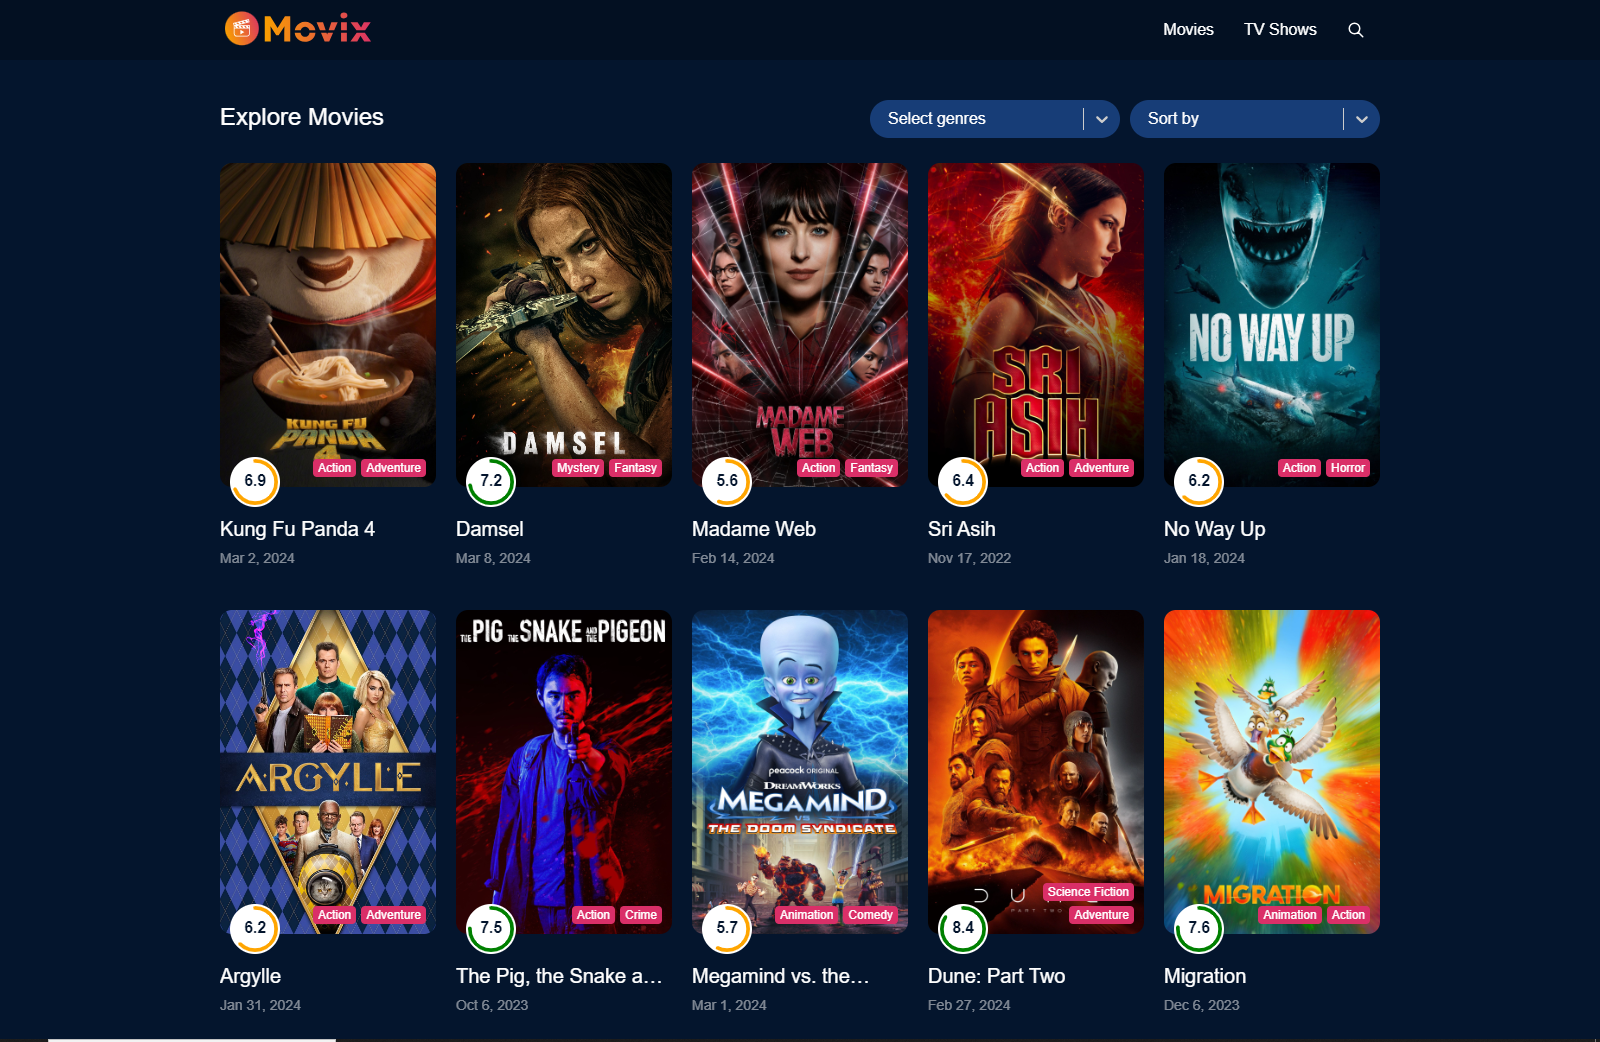 Movix
Movies
TV Shows
Explore Movies
Select genres
Sort by
KUNG FU
PANDA
4
Action
Adventure
6.9
Kung Fu Panda 4
Mar 2, 2024
DAMSEL
Mystery
Fantasy
7.2
Damsel
Mar 8, 2024
MADAME
WEB
Action
Fantasy
5.6
Madame Web
Feb 14, 2024
SRI
ASIH
Action
Adventure
6.4
Sri Asih
Nov 17, 2022
NO WAY UP
Action
Horror
6.2
No Way Up
Jan 18, 2024
ARGYLLE
Action
Adventure
6.2
Argylle
Jan 31, 2024
THE PIG THE SNAKE AND THE PIGEON
Action
Crime
7.5
The Pig, the Snake a...
Oct 6, 2023
peacock ORIGINAL
DREAMWORKS
MEGAMIND
VS
THE DOOM SYNDICATE
Animation
Comedy
5.7
Megamind vs. the...
Mar 1, 2024
Science Fiction
PART TWO
Adventure
8.4
Dune: Part Two
Feb 27, 2024
MIGRATION
Animation
Action
7.6
Migration
Dec 6, 2023